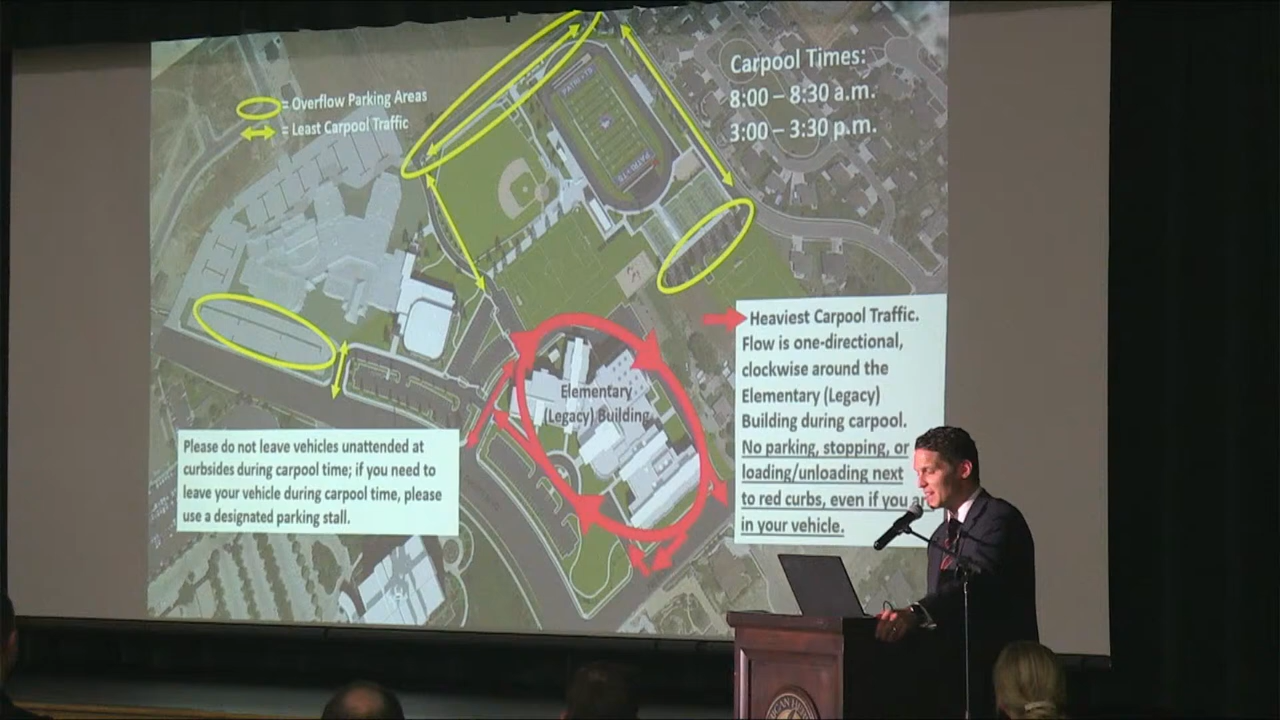 = Overflow Parking Areas
= Least Carpool Traffic
Carpool Times:
8:00 – 8:30 a.m.
3:00 – 3:30 p.m.
PATRIOTS
PATRIOTS
Elementary
(Legacy) Building
Heaviest Carpool Traffic.
Flow is one-directional,
clockwise around the
Elementary (Legacy)
Building during carpool.
No parking, stopping, or
loading/unloading next
to red curbs, even if you
in your vehicle.
Please do not leave vehicles unattended at
curbsides during carpool time; if you need to
leave your vehicle during carpool time, please
use a designated parking stall.